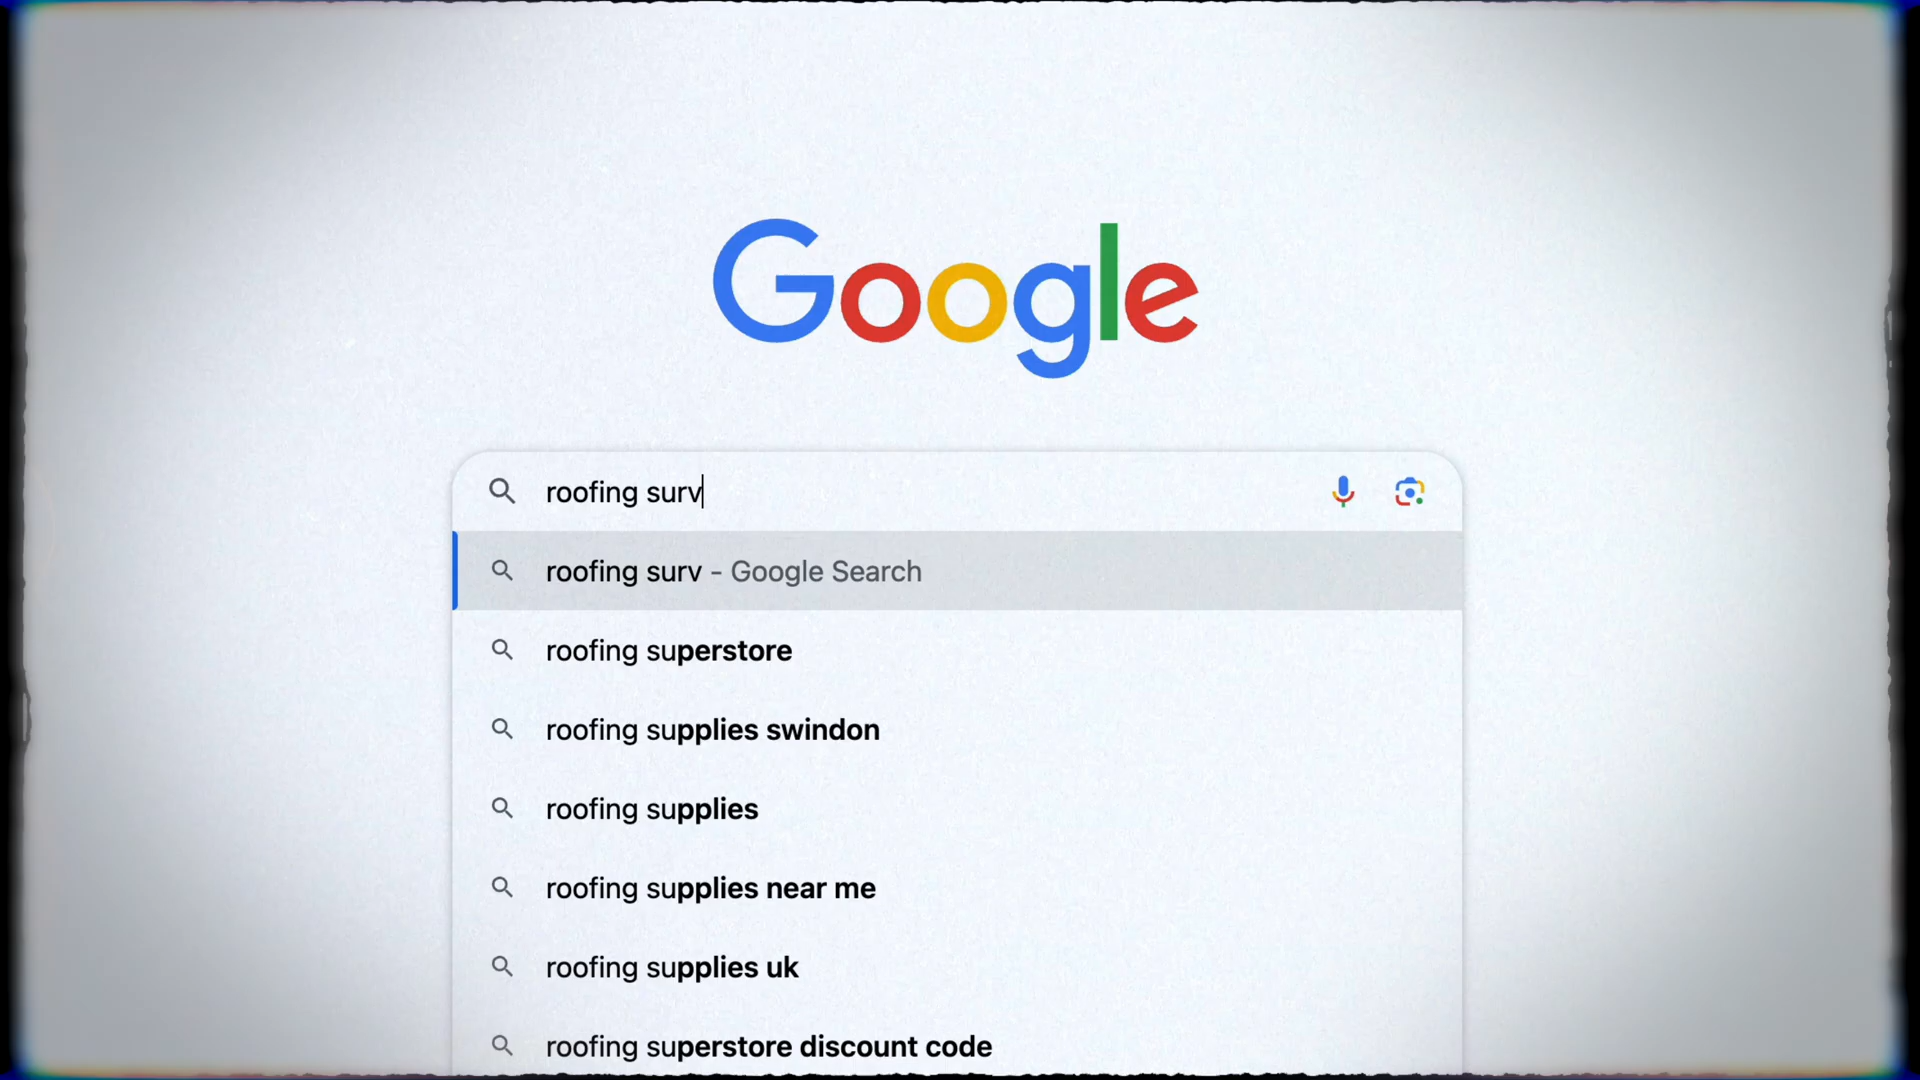 Google
roofing surv
roofing surv - Google Search
roofing superstore
roofing supplies swindon
roofing supplies
roofing supplies near me
roofing supplies uk
roofing superstore discount code